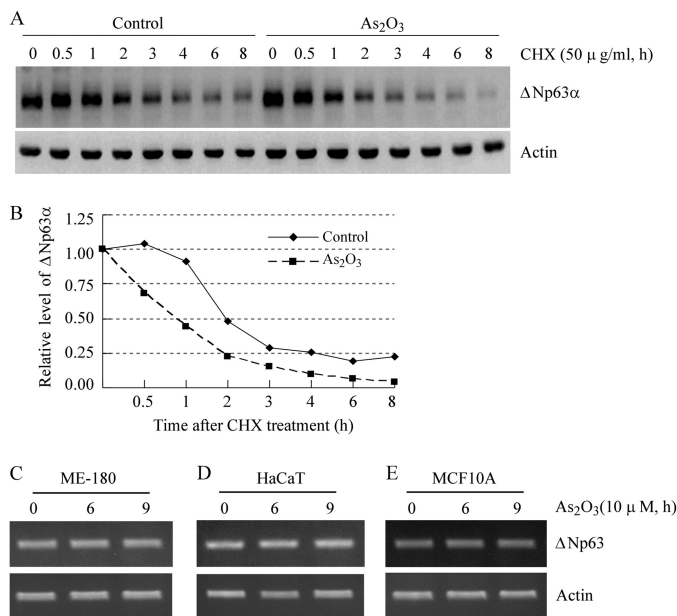 A
Control
As₂O₃
0 0.5 1 2 3 4 6 8 0 0.5 1 2 3 4 6 8 CHX (50 μ g/ml, h)
ΔNp63α
Actin
B
Relative level of ΔNp63α
1.25
1.00
0.75
0.50
0.25
0.00
Control
As₂O₃
0.5 1 2 3 4 6 8
Time after CHX treatment (h)
C ME-180
0 6 9
D HaCaT
0 6 9
E MCF10A
0 6 9 As₂O₃(10 μ M, h)
ΔNp63
Actin